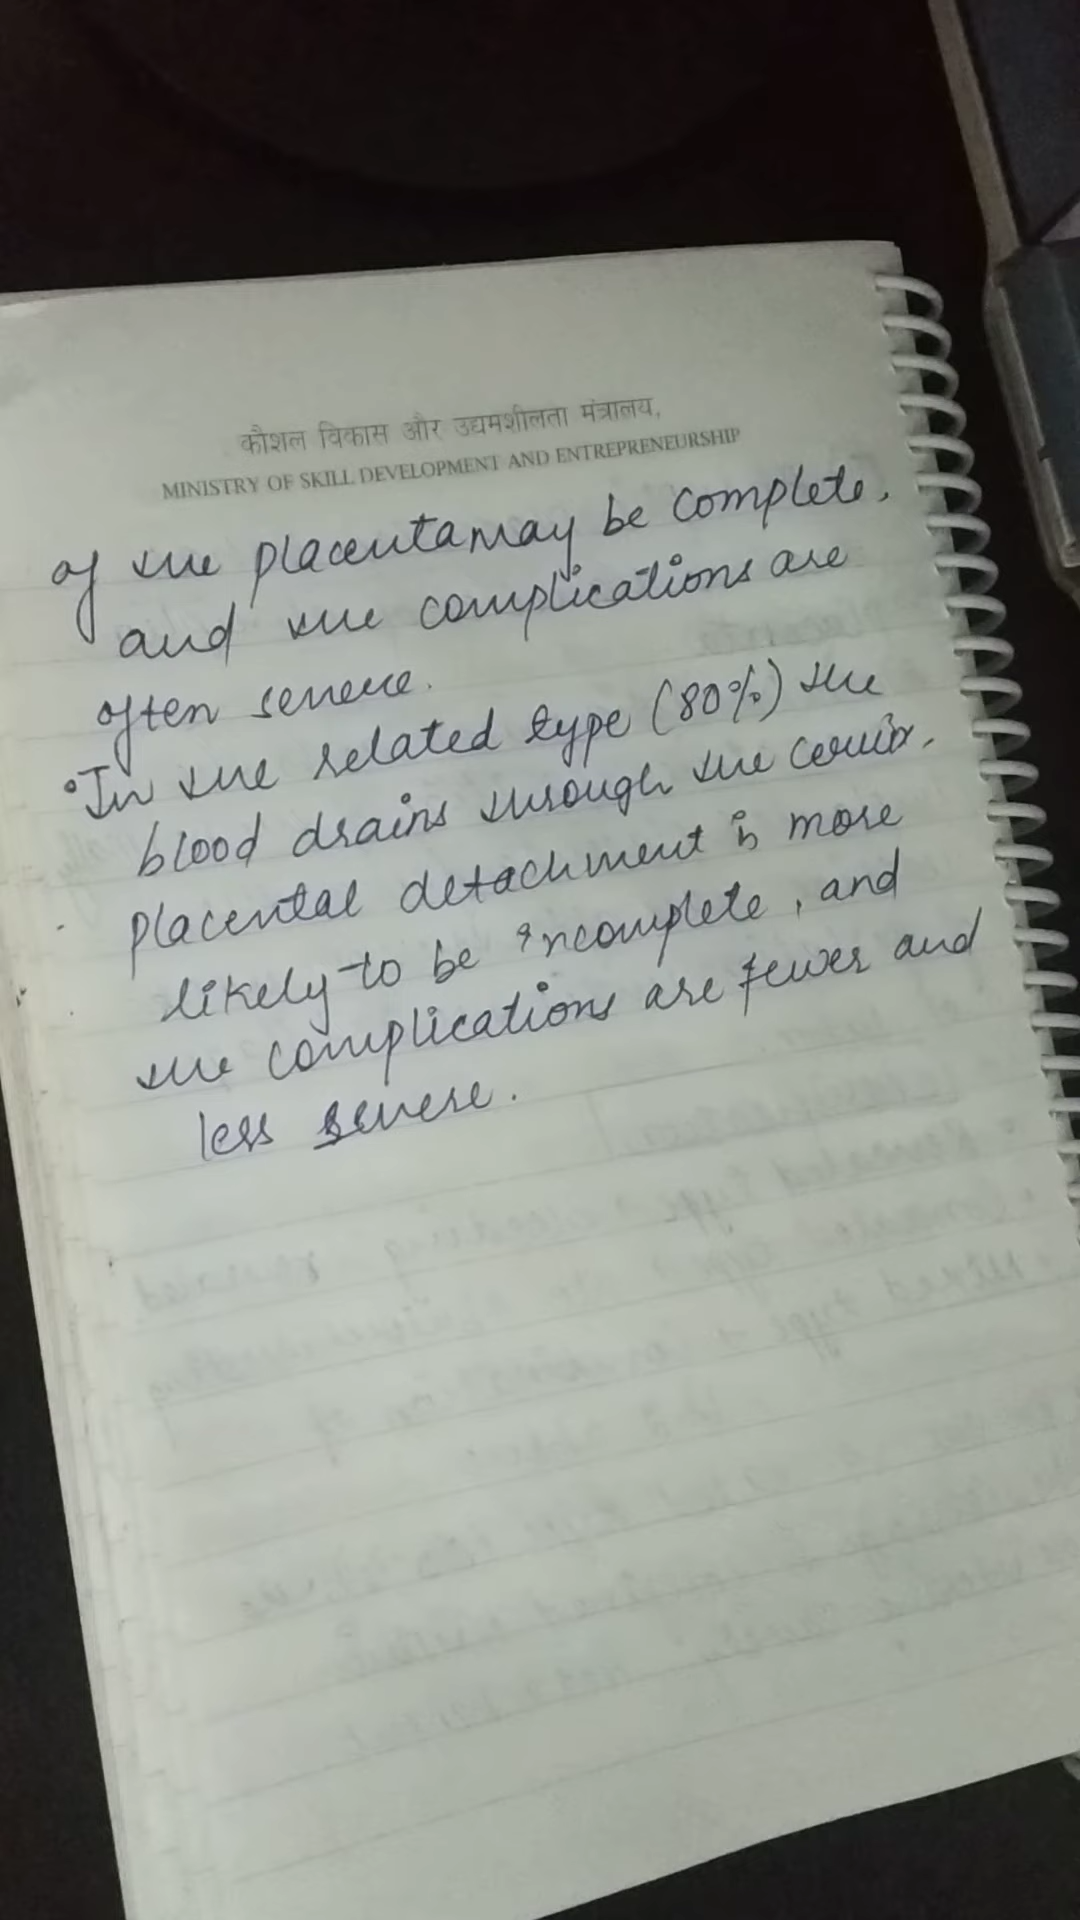 कौशल विकास और उद्यमशीलता मंत्रालय,
MINISTRY OF SKILL DEVELOPMENT AND ENTREPRENEURSHIP
of the placenta may be complete,
and the complications are
often severe.
• In the related type (80%) the
blood drains through the cervix,
placental detachment is more
likely to be incomplete, and
the complications are fewer and
less severe.